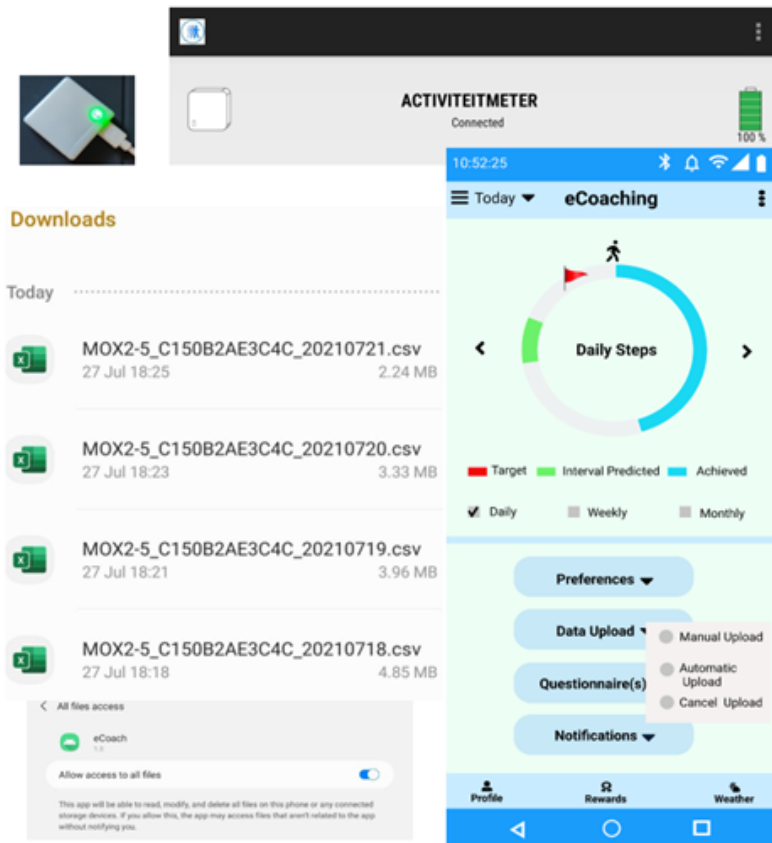 ACTIVITEITMETER
Connected
100 %
Downloads
Today
MOX2-5_C150B2AE3C4C_20210721.csv
27 Jul 18:25 2.24 MB
MOX2-5_C150B2AE3C4C_20210720.csv
27 Jul 18:23 3.33 MB
MOX2-5_C150B2AE3C4C_20210719.csv
27 Jul 18:21 3.96 MB
MOX2-5_C150B2AE3C4C_20210718.csv
27 Jul 18:18 4.85 MB
All files access
eCoach
1.0
Allow access to all files
This app will be able to read, modify, and delete all files on this phone or any connected
storage devices. If you allow this, the app may access files that aren't related to the app
without notifying you.
10:52:25
Today eCoaching
Daily Steps
Target Interval Predicted Achieved
Daily Weekly Monthly
Preferences
Data Upload
Manual Upload
Automatic
Upload
Cancel Upload
Questionnaire(s)
Notifications
Profile Rewards Weather